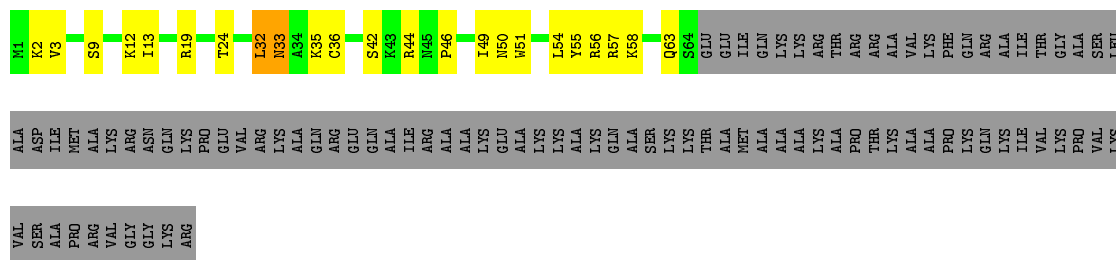 M1 K2 V3 S9 K12 I13 R19 T24 L32 N33 A34 K35 C36 S42 K43 R44 N45 P46 I49 N50 W51 L54 Y55 R56 R57 K58 Q63 S64 GLU GLU ILE GLN LYS LYS ARG THR ARG ARG ALA VAL LYS PHE GLN ARG ALA ILE THR GLY ALA SER LEU
ALA ASP ILE MET ALA LYS ARG ASN GLN LYS PRO GLU VAL ARG LYS ALA GLN ARG GLU GLN ALA ILE ARG ALA ALA LYS GLU ALA LYS LYS ALA LYS GLN ALA SER LYS LYS THR ALA MET ALA ALA ALA LYS ALA PRO THR LYS ALA ALA PRO LYS GLN LYS ILE VAL LYS PRO VAL LYS
VAL SER ALA PRO ARG VAL GLY GLY LYS ARG